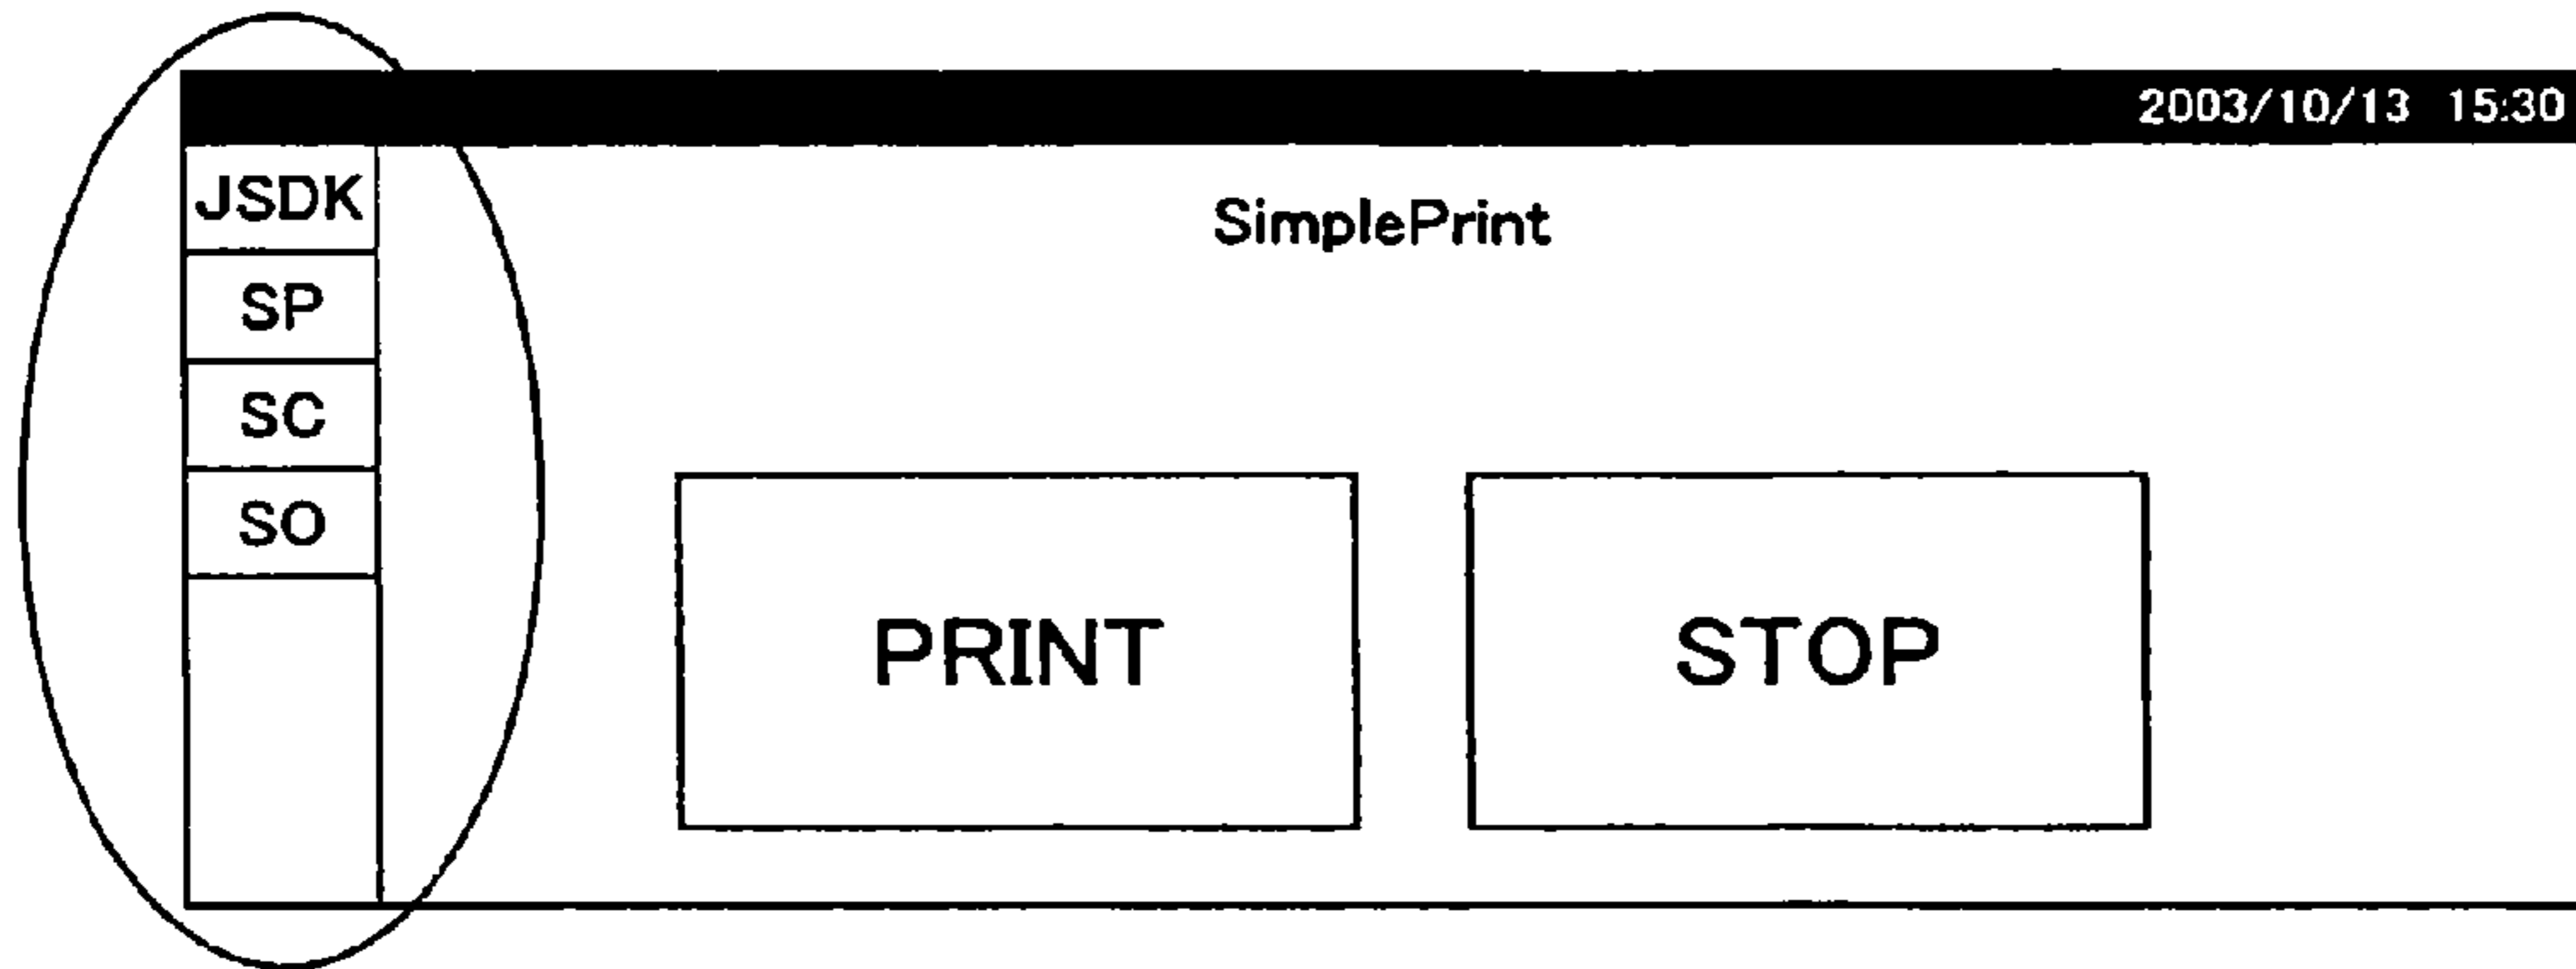 2003/10/13 15:30
JSDK
SimplePrint
SP
SC
SO
PRINT
STOP